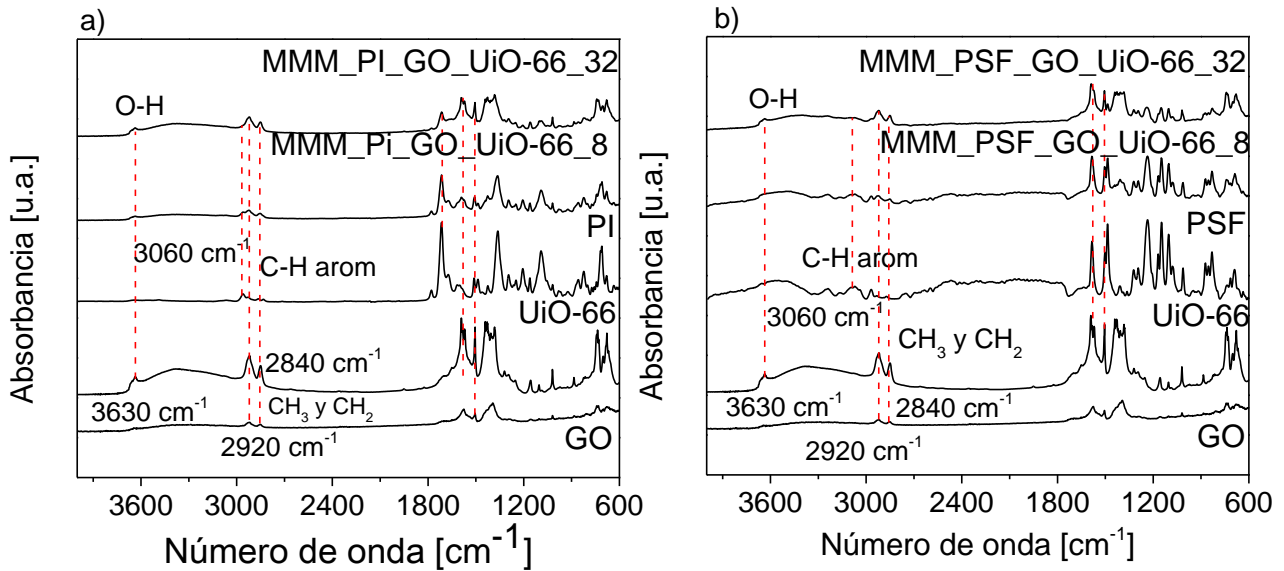 a)
MMM_PI_GO_UiO-66_32
O-H
MMM_Pi_GO_UiO-66_8
3060 cm⁻¹
PI
C-H arom
UiO-66
2840 cm⁻¹
3630 cm⁻¹
CH₃ y CH₂
2920 cm⁻¹
GO
Absorbancia [u.a.]
3600 3000 2400 1800 1200 600
Número de onda [cm⁻¹]
b)
MMM_PSF_GO_UiO-66_32
O-H
MMM_PSF_GO_UiO-66_8
PSF
C-H arom
3060 cm⁻¹
UiO-66
CH₃ y CH₂
3630 cm⁻¹
2840 cm⁻¹
2920 cm⁻¹
GO
Absorbancia [u.a.]
3600 3000 2400 1800 1200 600
Número de onda [cm⁻¹]